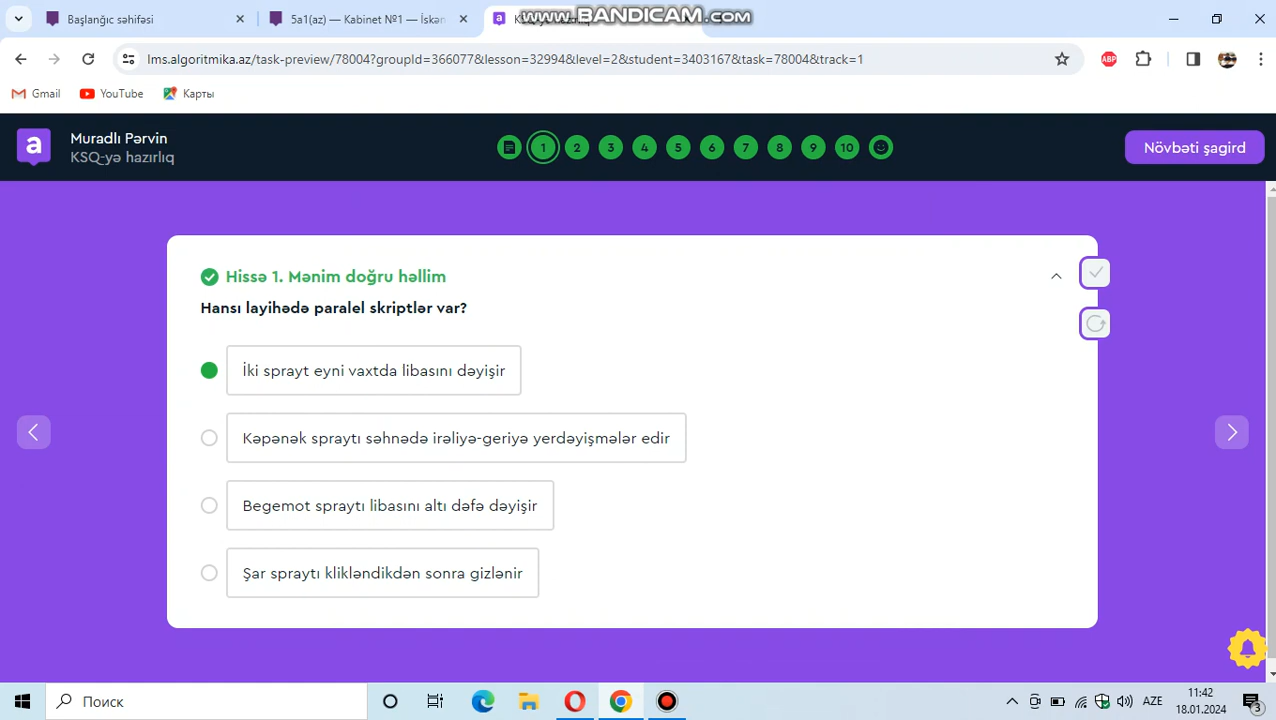 Başlanğıc səhifəsi
5a1(az) — Kabinet №1 — İskən
www.BANDICAM.com
lms.algoritmika.az/task-preview/78004?groupId=366077&lesson=32994&level=2&student=3403167&task=78004&track=1
ABP
Gmail
YouTube
Карты
a
Muradlı Pərvin
KSQ-yə hazırlıq
1 2 3 4 5 6 7 8 9 10
Növbəti şagird
Hissə 1. Mənim doğru həllim
Hansı layihədə paralel skriptlər var?
İki sprayt eyni vaxtda libasını dəyişir
Kəpənək spraytı səhnədə irəliyə-geriyə yerdəyişmələr edir
Begemot spraytı libasını altı dəfə dəyişir
Şar spraytı klikləndikdən sonra gizlənir
Поиск
AZE
11:42
18.01.2024
3